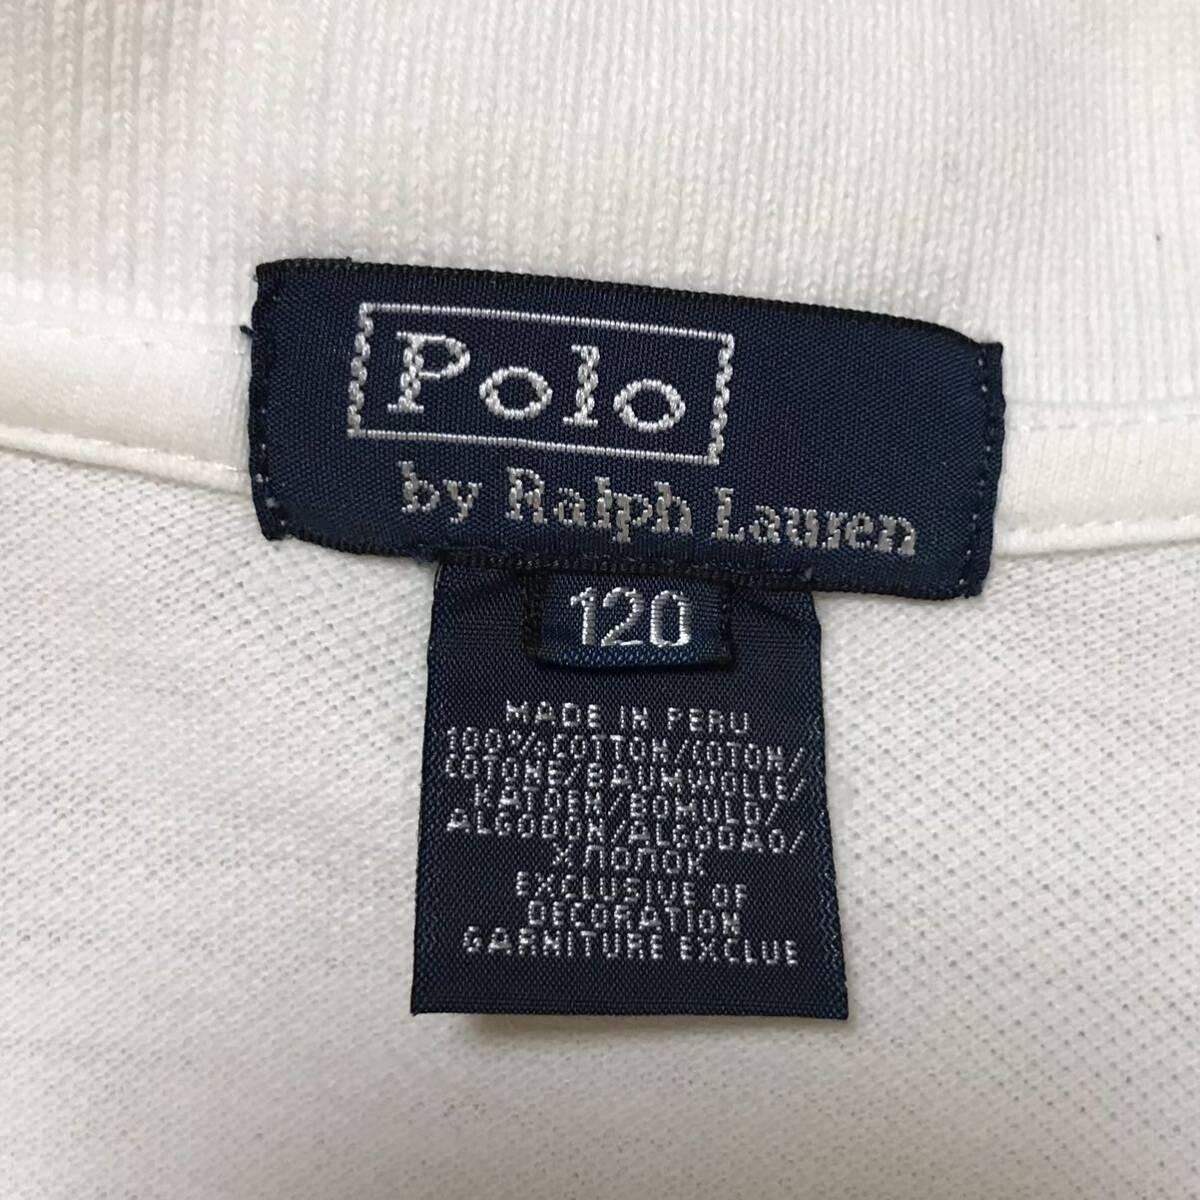 Polo
by Ralph Lauren
120
MADE IN PERU
100%COTTON/COTON/
COTONE/BAUMWOLLE/
KATOEN/BOMULD/
ALGODON/ALGODAO/
ХЛОПОК
EXCLUSIVE OF
DECORATION
GARNITURE EXCLUE